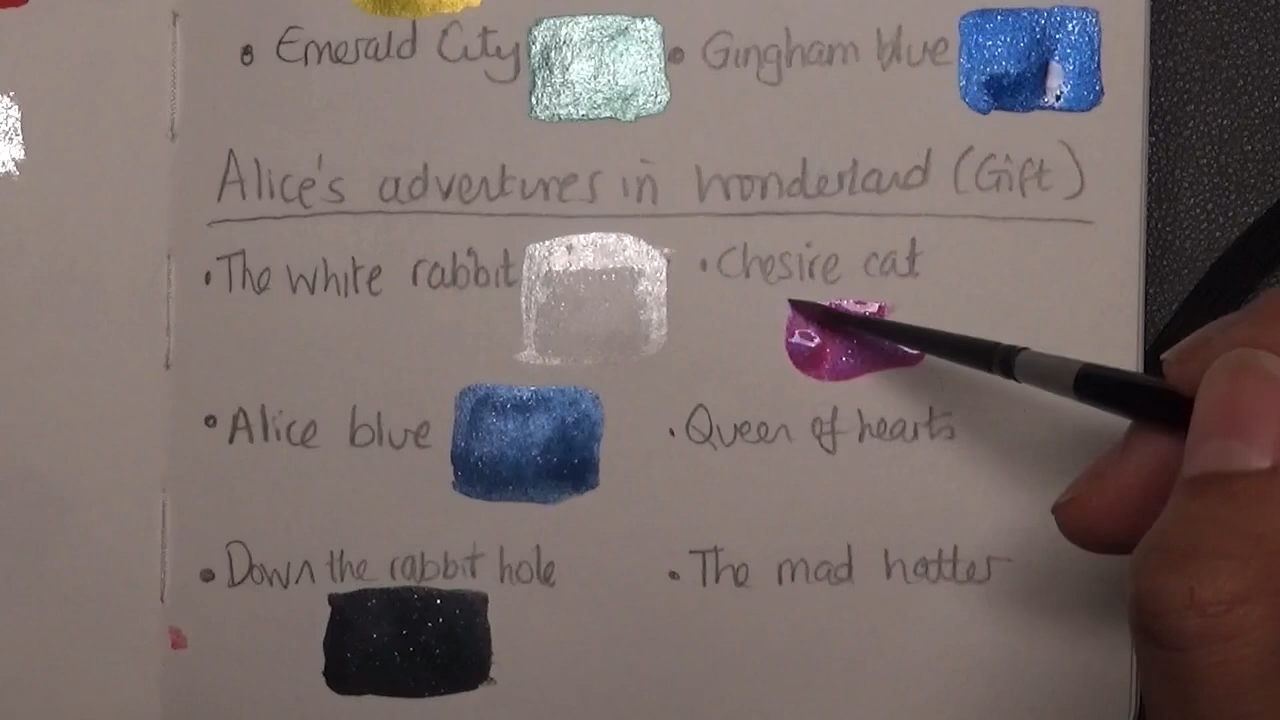 Emerald City • Gingham blue
Alice's adventures in wonderland (Gift)
• The white rabbit • Chesire cat
• Alice blue • Queen of hearts
• Down the rabbit hole • The mad hatter